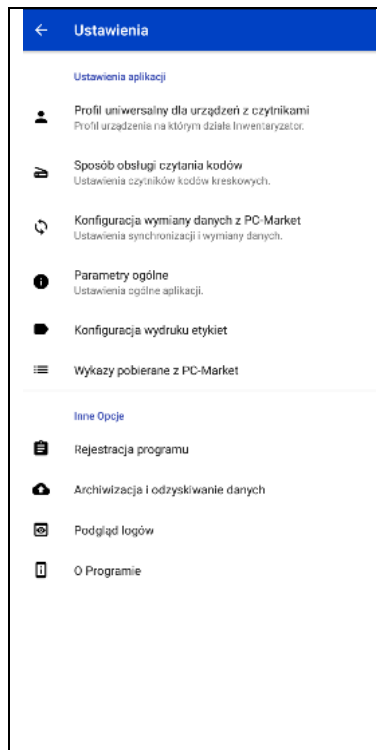 Ustawienia
Ustawienia aplikacji
Profil uniwersalny dla urządzeń z czytnikami
Profil urządzenia na którym działa Inwentaryzator.
Sposób obsługi czytania kodów
Ustawienia czytników kodów kreskowych.
Konfiguracja wymiany danych z PC-Market
Ustawienia synchronizacji i wymiany danych.
Parametry ogólne
Ustawienia ogólne aplikacji.
Konfiguracja wydruku etykiet
Wykazy pobierane z PC-Market
Inne Opcje
Rejestracja programu
Archiwizacja i odzyskiwanie danych
Podgląd logów
O Programie